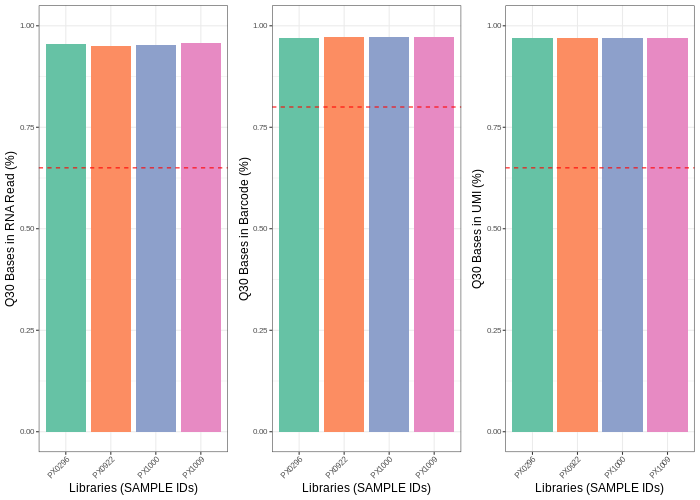 Q30 Bases in RNA Read (%)
1.00
0.75
0.50
0.25
0.00
PX0296
PX0922
PX1000
PX1009
Libraries (SAMPLE IDs)
Q30 Bases in Barcode (%)
1.00
0.75
0.50
0.25
0.00
PX0296
PX0922
PX1000
PX1009
Libraries (SAMPLE IDs)
Q30 Bases in UMI (%)
1.00
0.75
0.50
0.25
0.00
PX0296
PX0922
PX1000
PX1009
Libraries (SAMPLE IDs)